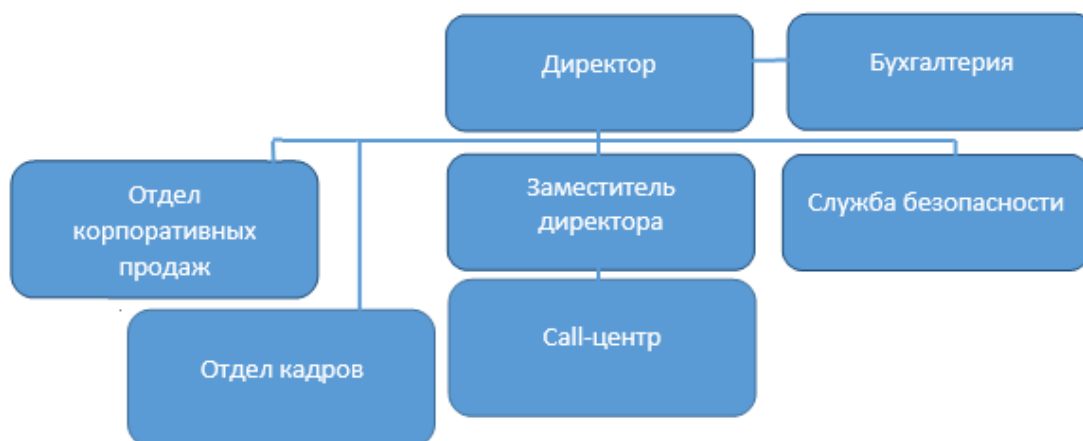 Директор
Бухгалтерия
Отдел
корпоративных
продаж
Заместитель
директора
Служба безопасности
Отдел кадров
Call-центр